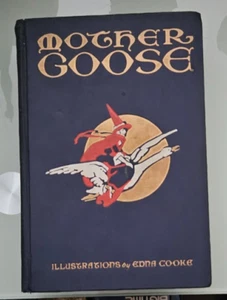 MOTHER
GOOSE
ILLUSTRATIONS by EDNA COOKE